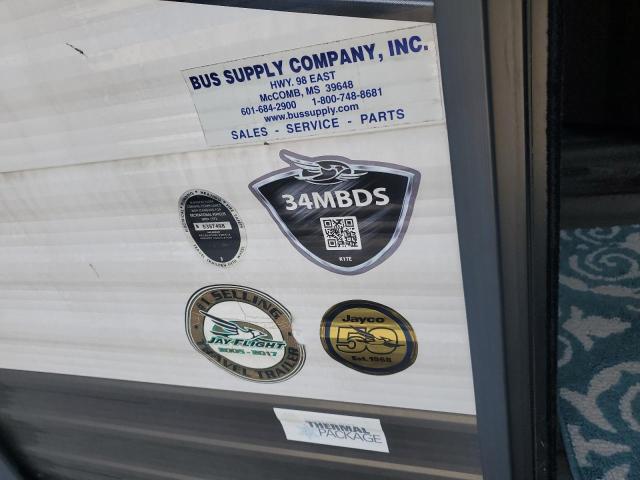 BUS SUPPLY COMPANY, INC.
HWY. 98 EAST
McCOMB, MS 39648
601-684-2900 1-800-748-8681
www.bussupply.com
SALES - SERVICE - PARTS
34MBDS
K17E
#1 SELLING
JAY FLIGHT
2005-2017
TRAVEL TRAILER
Jayco
50
Est. 1968
THERMAL
PACKAGE